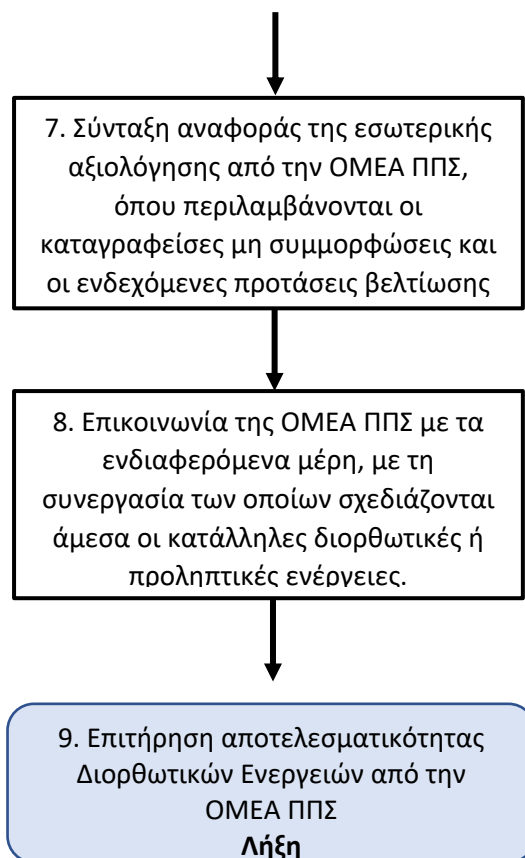 7. Σύνταξη αναφοράς της εσωτερικής
αξιολόγησης από την ΟΜΕΑ ΠΠΣ,
όπου περιλαμβάνονται οι
καταγραφείσες μη συμμορφώσεις και
οι ενδεχόμενες προτάσεις βελτίωσης
8. Επικοινωνία της ΟΜΕΑ ΠΠΣ με τα
ενδιαφερόμενα μέρη, με τη
συνεργασία των οποίων σχεδιάζονται
άμεσα οι κατάλληλες διορθωτικές ή
προληπτικές ενέργειες.
9. Επιτήρηση αποτελεσματικότητας
Διορθωτικών Ενεργειών από την
ΟΜΕΑ ΠΠΣ
Λήξη